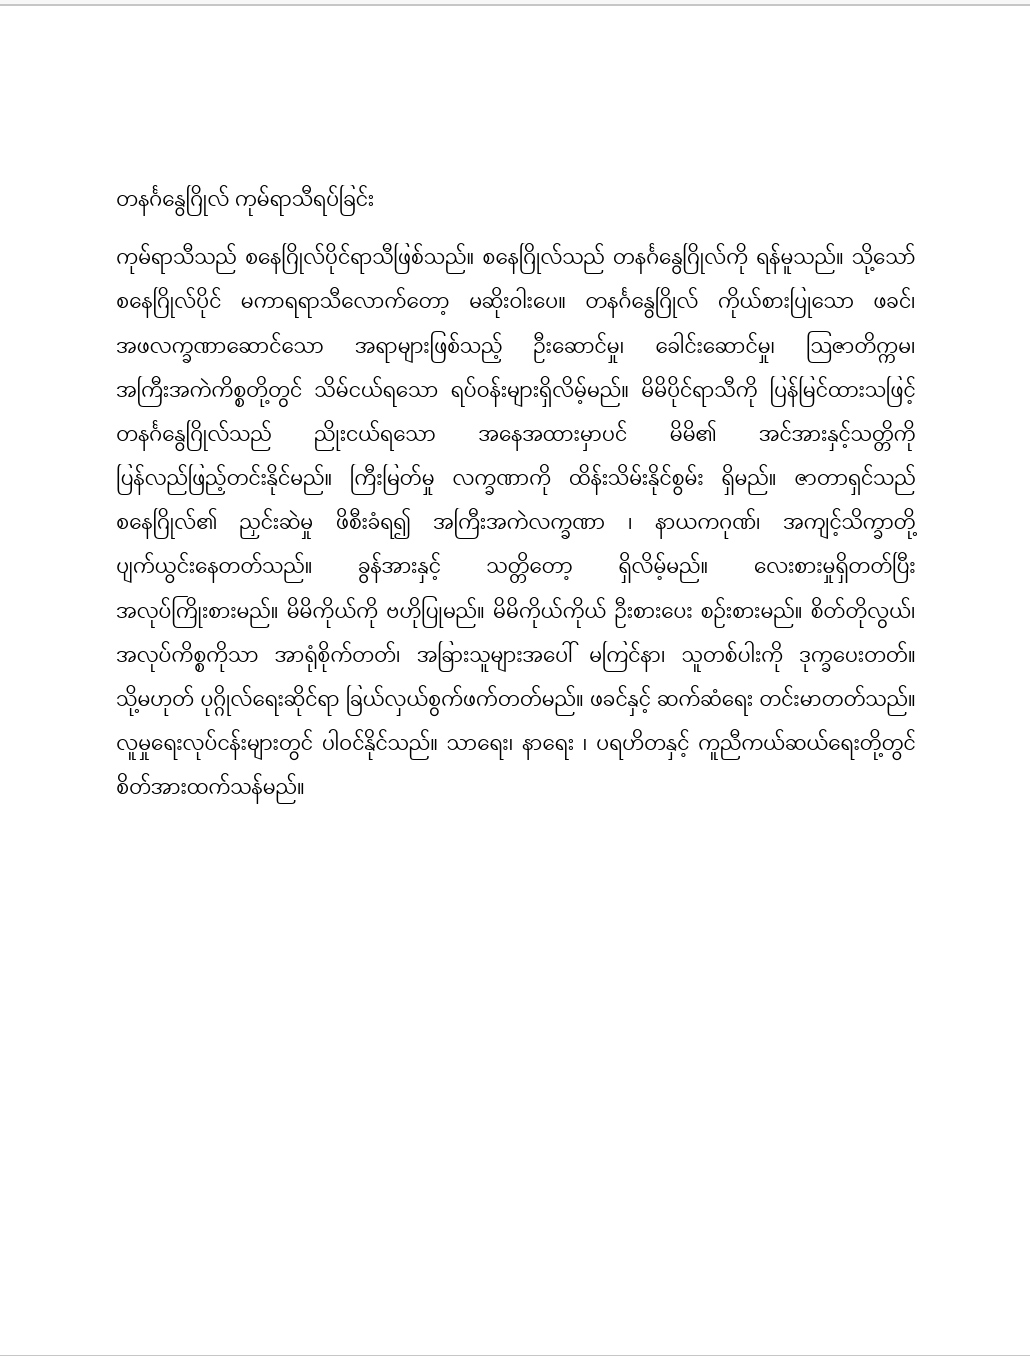 တနင်္ဂနွေဂြိုလ် ကုမ်ရာသီရပ်ခြင်း
ကုမ်ရာသီသည် စနေဂြိုလ်ပိုင်ရာသီဖြစ်သည်။ စနေဂြိုလ်သည် တနင်္ဂနွေဂြိုလ်ကို ရန်မူသည်။ သို့သော်
စနေဂြိုလ်ပိုင် မကာရရာသီလောက်တော့ မဆိုးဝါးပေ။ တနင်္ဂနွေဂြိုလ် ကိုယ်စားပြုသော ဖခင်၊
အဖလက္ခဏာဆောင်သော အရာများဖြစ်သည့် ဦးဆောင်မှု၊ ခေါင်းဆောင်မှု၊ ဩဇာတိက္ကမ၊
အကြီးအကဲကိစ္စတို့တွင် သိမ်ငယ်ရသော ရပ်ဝန်းများရှိလိမ့်မည်။ မိမိပိုင်ရာသီကို ပြန်မြင်ထားသဖြင့်
တနင်္ဂနွေဂြိုလ်သည် ညှိုးငယ်ရသော အနေအထားမှာပင် မိမိ၏ အင်အားနှင့်သတ္တိကို
ပြန်လည်ဖြည့်တင်းနိုင်မည်။ ကြီးမြတ်မှု လက္ခဏာကို ထိန်းသိမ်းနိုင်စွမ်း ရှိမည်။ ဇာတာရှင်သည်
စနေဂြိုလ်၏ ညှင်းဆဲမှု ဖိစီးခံရ၍ အကြီးအကဲလက္ခဏာ ၊ နာယကဂုဏ်၊ အကျင့်သိက္ခာတို့
ပျက်ယွင်းနေတတ်သည်။ ခွန်အားနှင့် သတ္တိတော့ ရှိလိမ့်မည်။ လေးစားမှုရှိတတ်ပြီး
အလုပ်ကြိုးစားမည်။ မိမိကိုယ်ကို ဗဟိုပြုမည်။ မိမိကိုယ်ကိုယ် ဦးစားပေး စဉ်းစားမည်။ စိတ်တိုလွယ်၊
အလုပ်ကိစ္စကိုသာ အာရုံစိုက်တတ်၊ အခြားသူများအပေါ် မကြင်နာ၊ သူတစ်ပါးကို ဒုက္ခပေးတတ်။
သို့မဟုတ် ပုဂ္ဂိုလ်ရေးဆိုင်ရာ ခြယ်လှယ်စွက်ဖက်တတ်မည်။ ဖခင်နှင့် ဆက်ဆံရေး တင်းမာတတ်သည်။
လူမှုရေးလုပ်ငန်းများတွင် ပါဝင်နိုင်သည်။ သာရေး၊ နာရေး ၊ ပရဟိတနှင့် ကူညီကယ်ဆယ်ရေးတို့တွင်
စိတ်အားထက်သန်မည်။